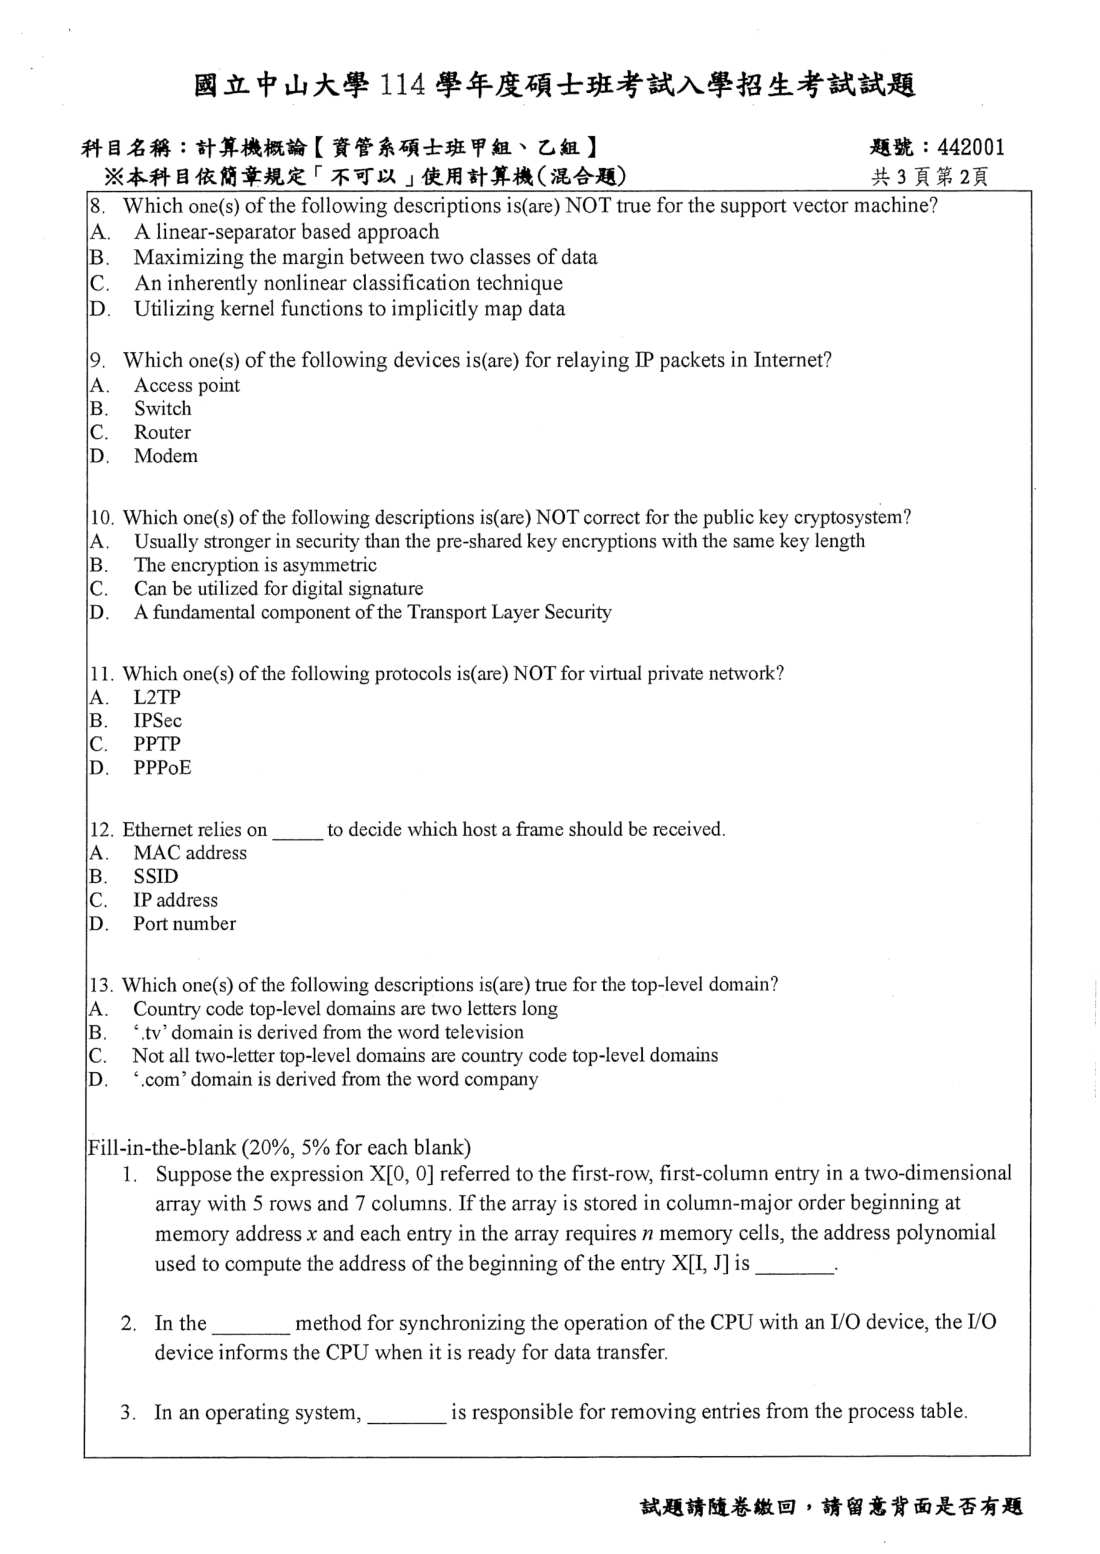 國立中山大學 114 學年度碩士班考試入學招生考試試題
科目名稱：計算機概論【資管系碩士班甲組、乙組】
題號：442001
※本科目依簡章規定「不可以」使用計算機(混合題)
共 3 頁第 2 頁
8. Which one(s) of the following descriptions is(are) NOT true for the support vector machine?
A. A linear-separator based approach
B. Maximizing the margin between two classes of data
C. An inherently nonlinear classification technique
D. Utilizing kernel functions to implicitly map data
9. Which one(s) of the following devices is(are) for relaying IP packets in Internet?
A. Access point
B. Switch
C. Router
D. Modem
10. Which one(s) of the following descriptions is(are) NOT correct for the public key cryptosystem?
A. Usually stronger in security than the pre-shared key encryptions with the same key length
B. The encryption is asymmetric
C. Can be utilized for digital signature
D. A fundamental component of the Transport Layer Security
11. Which one(s) of the following protocols is(are) NOT for virtual private network?
A. L2TP
B. IPSec
C. PPTP
D. PPPoE
12. Ethernet relies on _____ to decide which host a frame should be received.
A. MAC address
B. SSID
C. IP address
D. Port number
13. Which one(s) of the following descriptions is(are) true for the top-level domain?
A. Country code top-level domains are two letters long
B. ‘.tv’ domain is derived from the word television
C. Not all two-letter top-level domains are country code top-level domains
D. ‘.com’ domain is derived from the word company
Fill-in-the-blank (20%, 5% for each blank)
1. Suppose the expression X[0, 0] referred to the first-row, first-column entry in a two-dimensional
array with 5 rows and 7 columns. If the array is stored in column-major order beginning at
memory address x and each entry in the array requires n memory cells, the address polynomial
used to compute the address of the beginning of the entry X[I, J] is _______.
2. In the _______ method for synchronizing the operation of the CPU with an I/O device, the I/O
device informs the CPU when it is ready for data transfer.
3. In an operating system, _______ is responsible for removing entries from the process table.
試題請隨卷繳回，請留意背面是否有題